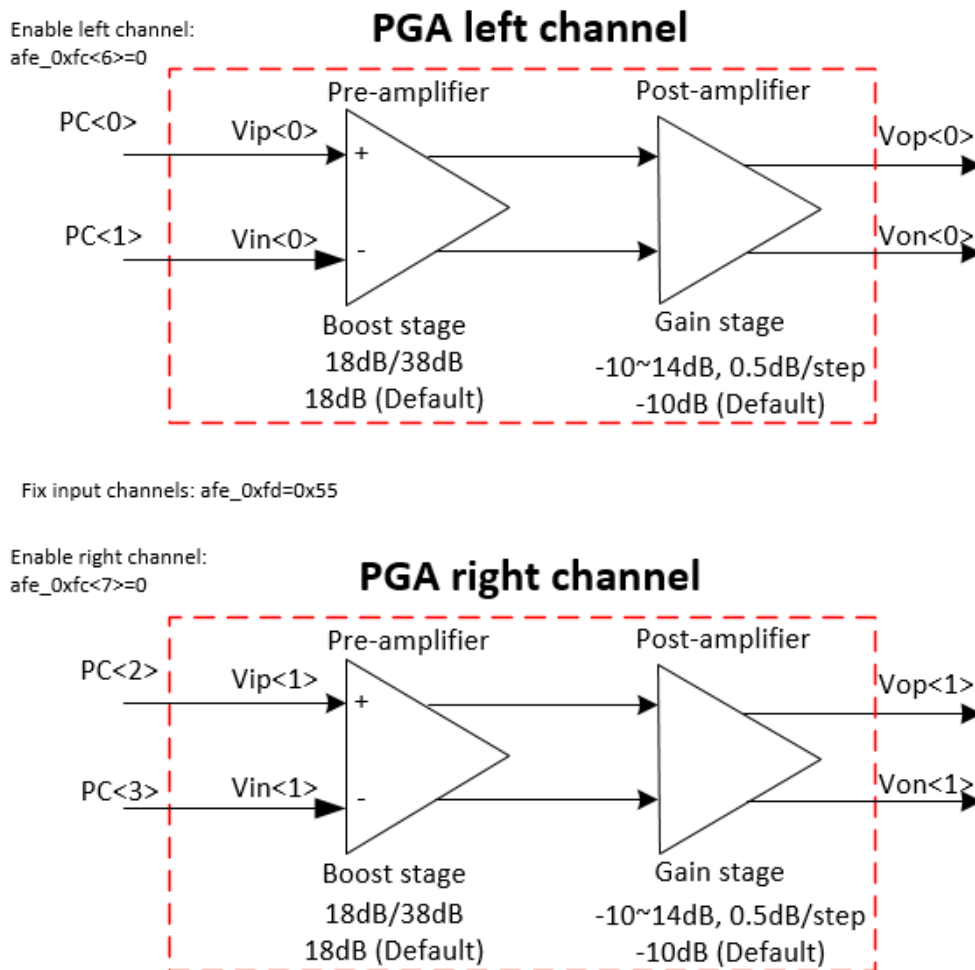 Enable left channel:
afe_0xfc<6>=0
PGA left channel
Pre-amplifier
Post-amplifier
PC<0>
Vip<0>
+
Vop<0>
PC<1>
Vin<0>
-
Von<0>
Boost stage
18dB/38dB
18dB (Default)
Gain stage
-10~14dB, 0.5dB/step
-10dB (Default)
Fix input channels: afe_0xfd=0x55
Enable right channel:
afe_0xfc<7>=0
PGA right channel
Pre-amplifier
Post-amplifier
PC<2>
Vip<1>
+
Vop<1>
PC<3>
Vin<1>
-
Von<1>
Boost stage
18dB/38dB
18dB (Default)
Gain stage
-10~14dB, 0.5dB/step
-10dB (Default)